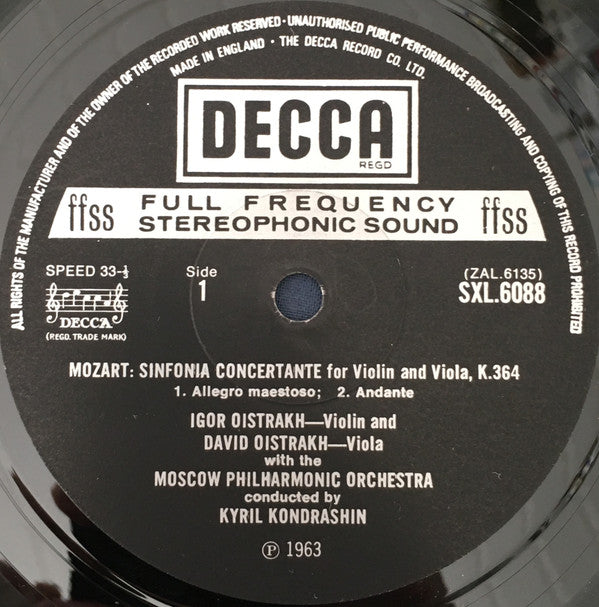 ALL RIGHTS OF THE MANUFACTURER AND OF THE OWNER OF THE RECORDED WORK RESERVED · UNAUTHORISED PUBLIC PERFORMANCE BROADCASTING AND COPYING OF THIS RECORD PROHIBITED
MADE IN ENGLAND · THE DECCA RECORD CO. LTD.
DECCA
REGD
ffss FULL FREQUENCY ffss
STEREOPHONIC SOUND
SPEED 33-⅓ Side (ZAL.6135)
1 SXL.6088
DECCA
(REGD. TRADE MARK)
MOZART: SINFONIA CONCERTANTE for Violin and Viola, K.364
1. Allegro maestoso; 2. Andante
IGOR OISTRAKH—Violin and
DAVID OISTRAKH—Viola
with the
MOSCOW PHILHARMONIC ORCHESTRA
conducted by
KYRIL KONDRASHIN
℗ 1963